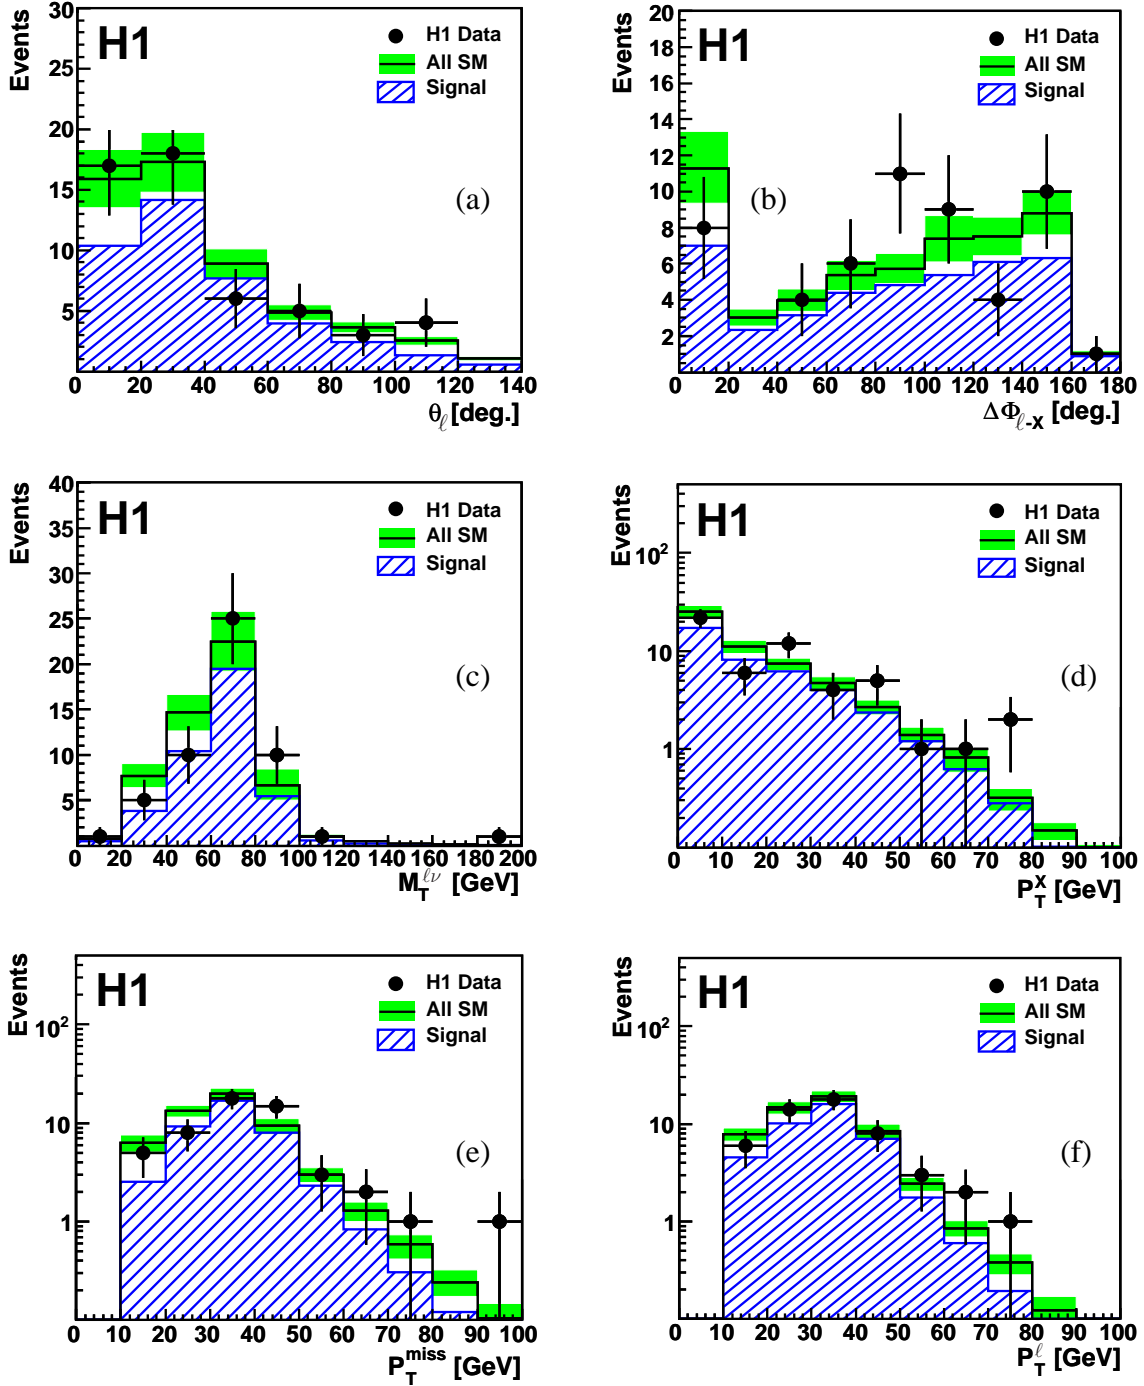 Events
H1
H1 Data
All SM
Signal
(a)
30
25
20
15
10
5
0 20 40 60 80 100 120 140
θℓ [deg.]
Events
H1
H1 Data
All SM
Signal
(b)
20
18
16
14
12
10
8
6
4
2
0 20 40 60 80 100 120 140 160 180
ΔΦℓ-X [deg.]
Events
H1
H1 Data
All SM
Signal
(c)
40
35
30
25
20
15
10
5
0 20 40 60 80 100 120 140 160 180 200
M_T^ℓν [GeV]
Events
H1
H1 Data
All SM
Signal
(d)
10²
10
1
0 10 20 30 40 50 60 70 80 90 100
P_T^X [GeV]
Events
H1
H1 Data
All SM
Signal
(e)
10²
10
1
0 10 20 30 40 50 60 70 80 90 100
P_T^miss [GeV]
Events
H1
H1 Data
All SM
Signal
(f)
10²
10
1
0 10 20 30 40 50 60 70 80 90 100
P_T^ℓ [GeV]